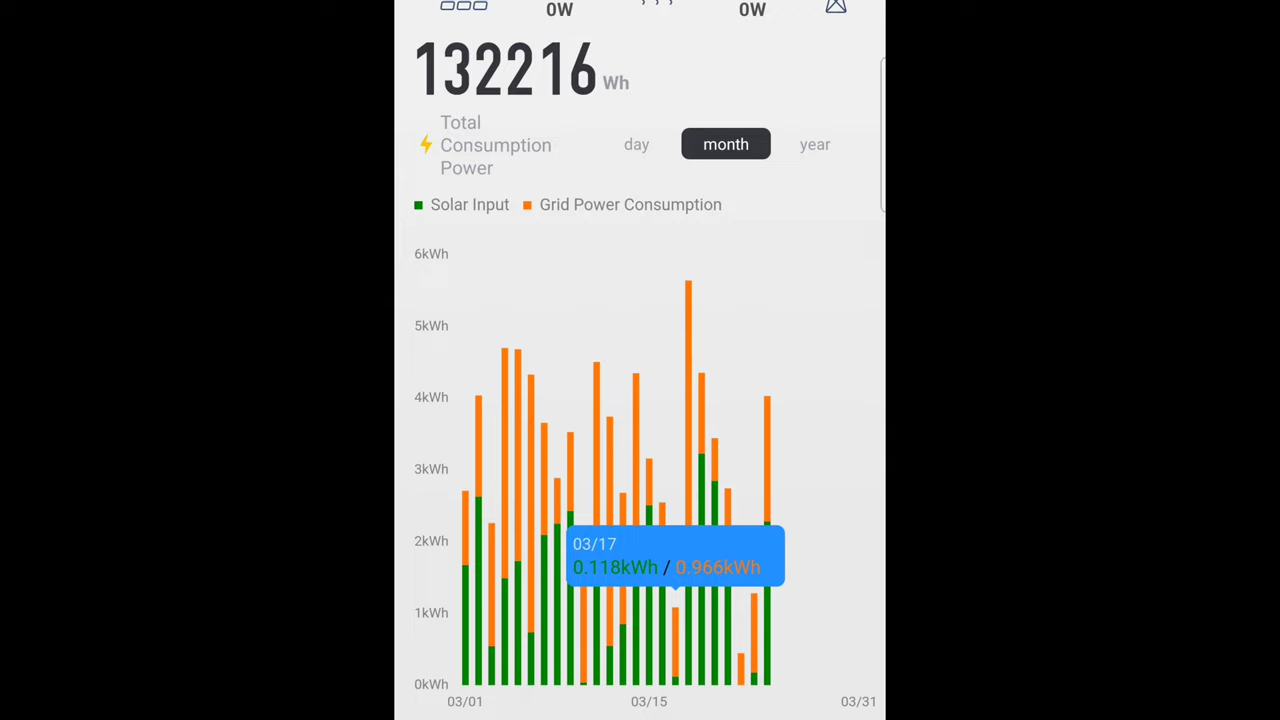 0W 0W
132216 Wh
Total
Consumption
Power
day month year
Solar Input Grid Power Consumption
6kWh
5kWh
4kWh
3kWh
2kWh
1kWh
0kWh
03/17
0.118kWh / 0.966kWh
03/01 03/15 03/31